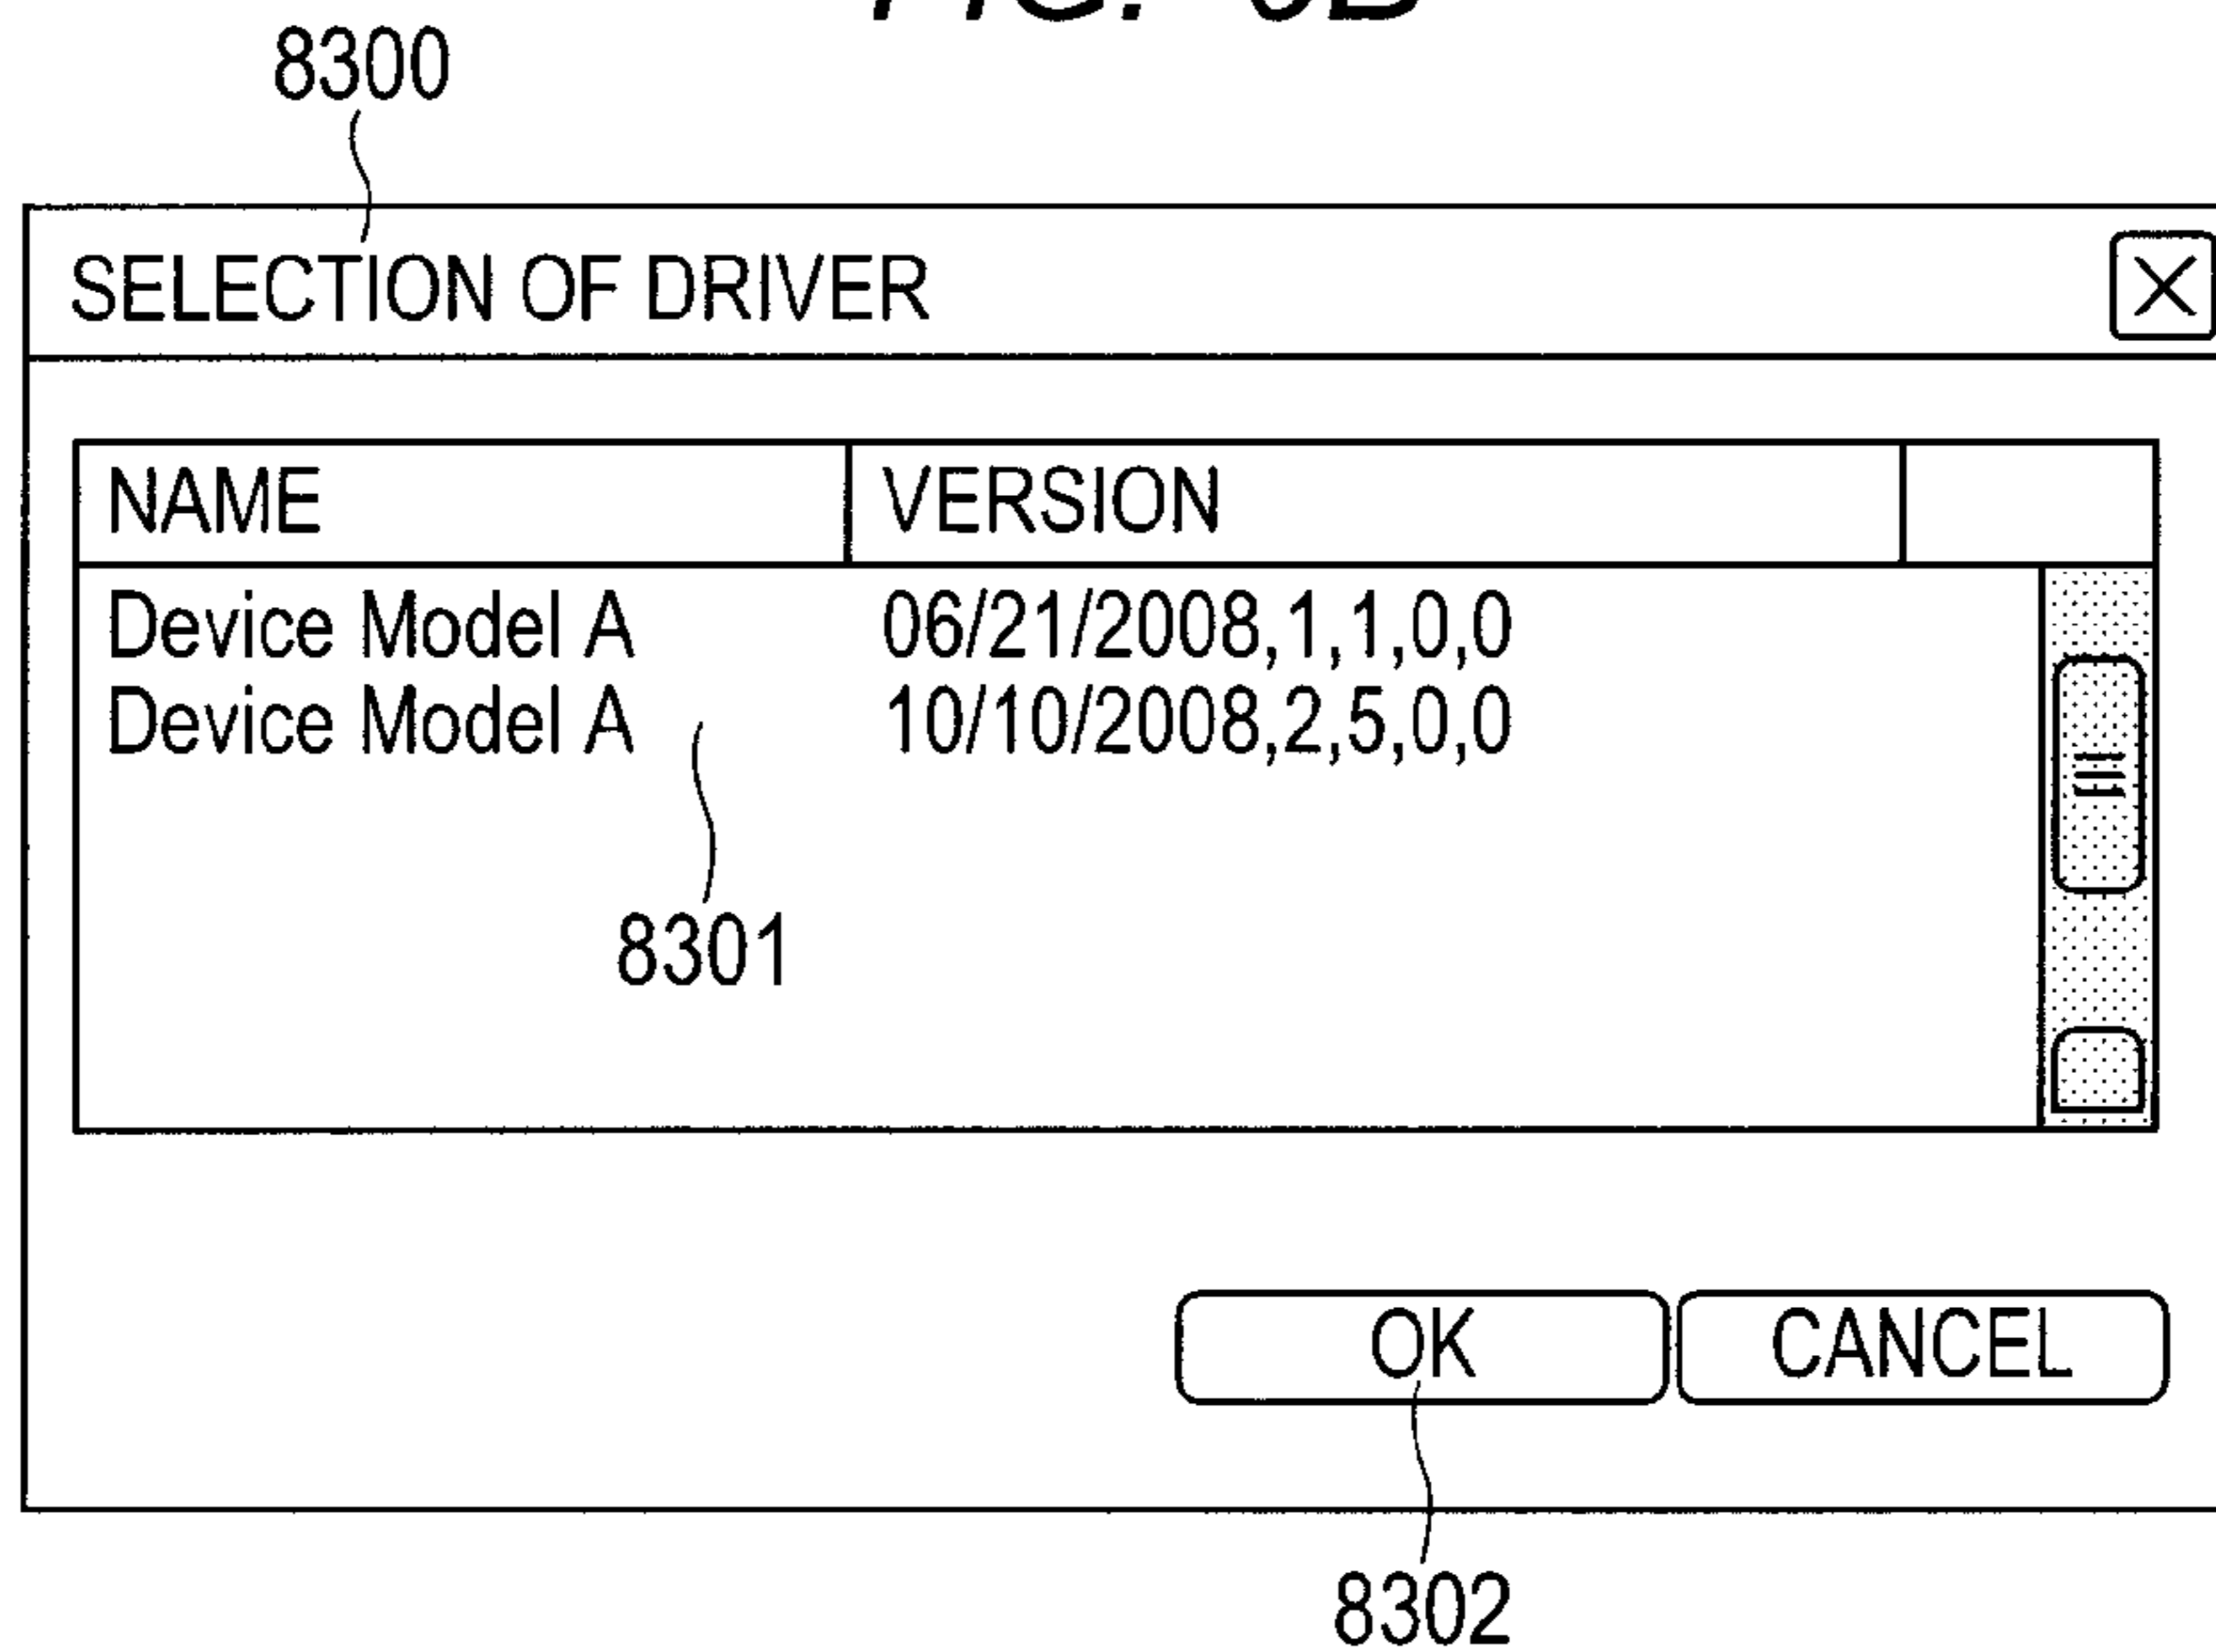 FIG.
8300
SELECTION OF DRIVER
NAME VERSION
Device Model A 06/21/2008,1,1,0,0
Device Model A 10/10/2008,2,5,0,0
8301
OK CANCEL
8302